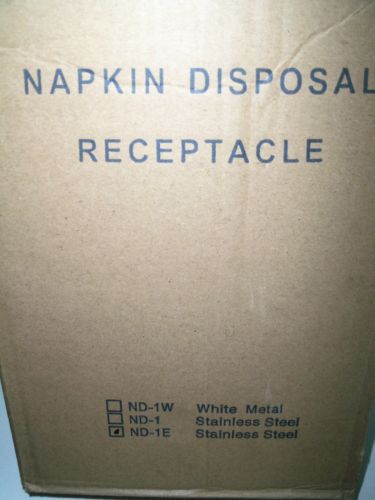 NAPKIN DISPOSAL
RECEPTACLE
ND-1W White Metal
ND-1 Stainless Steel
ND-1E Stainless Steel